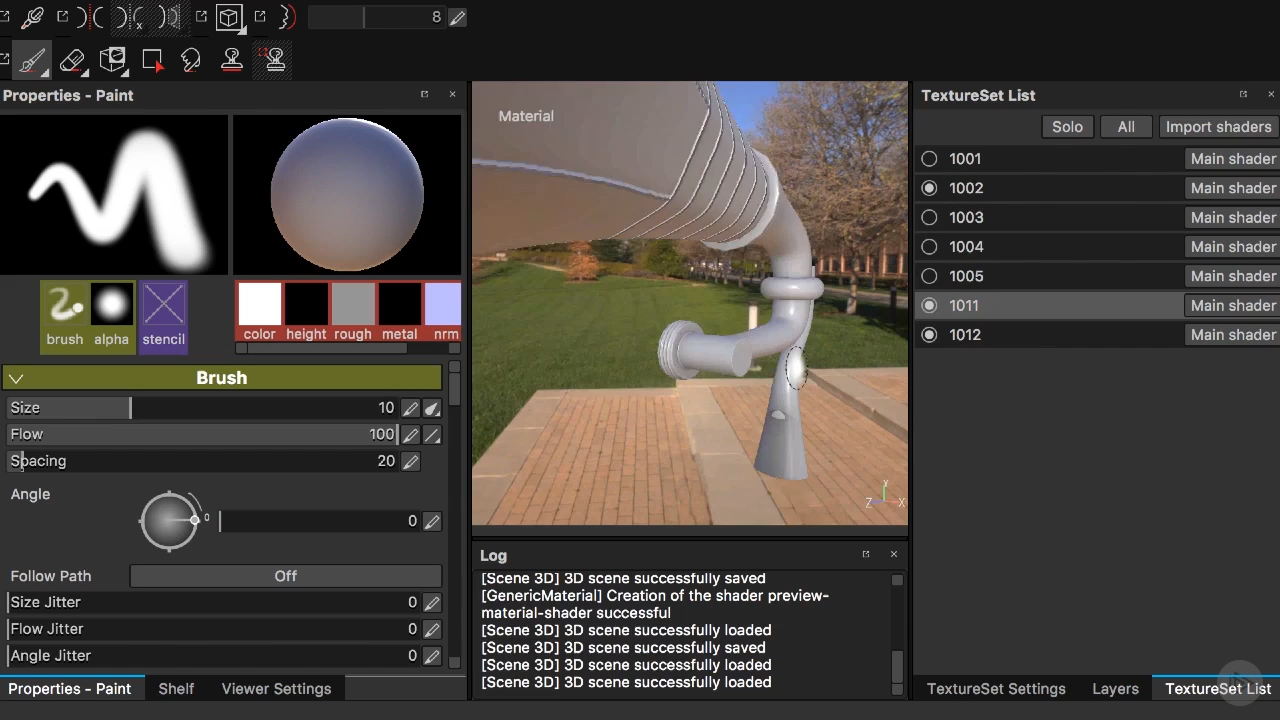 8
Properties - Paint
brush
alpha
stencil
color
height
rough
metal
nrm
Brush
Size
10
Flow
100
Spacing
20
Angle
0
0
Follow Path
Off
Size Jitter
0
Flow Jitter
0
Angle Jitter
0
Properties - Paint
Shelf
Viewer Settings
Material
Y
Z
X
Log
[Scene 3D] 3D scene successfully saved
[GenericMaterial] Creation of the shader preview-
material-shader successful
[Scene 3D] 3D scene successfully loaded
[Scene 3D] 3D scene successfully saved
[Scene 3D] 3D scene successfully loaded
[Scene 3D] 3D scene successfully loaded
TextureSet List
Solo
All
Import shaders
1001
Main shader
1002
Main shader
1003
Main shader
1004
Main shader
1005
Main shader
1011
Main shader
1012
Main shader
TextureSet Settings
Layers
TextureSet List